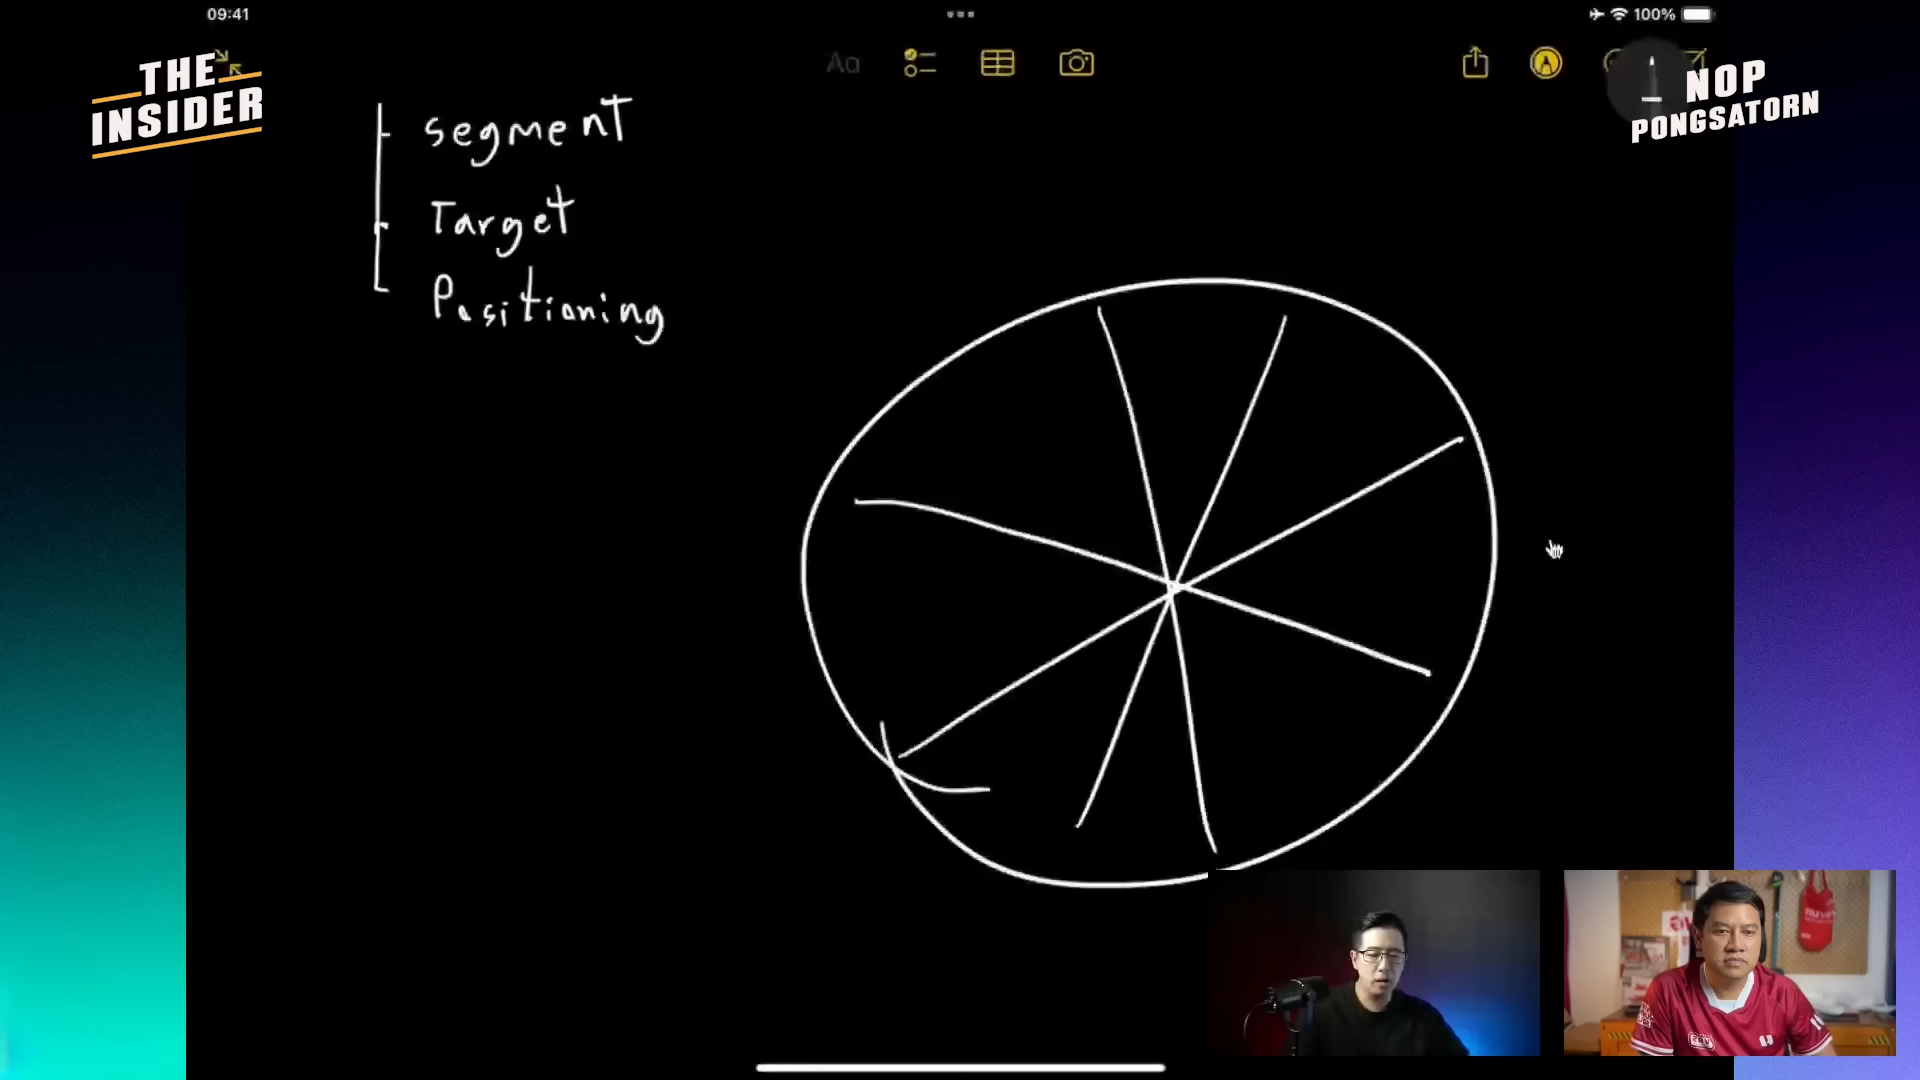 09:41
100%
THE
INSIDER
Aa
NOP
PONGSATORN
segment
Target
Positioning